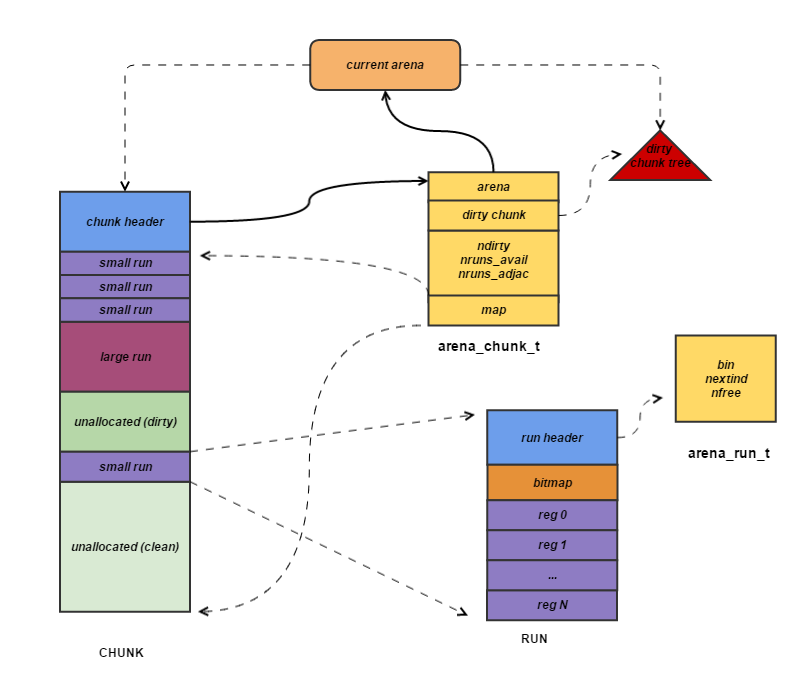 current arena
dirty
chunk tree
arena
dirty chunk
ndirty
nruns_avail
nruns_adjac
map
arena_chunk_t
chunk header
small run
small run
small run
large run
unallocated (dirty)
small run
unallocated (clean)
CHUNK
run header
bitmap
reg 0
reg 1
...
reg N
RUN
bin
nextind
nfree
arena_run_t